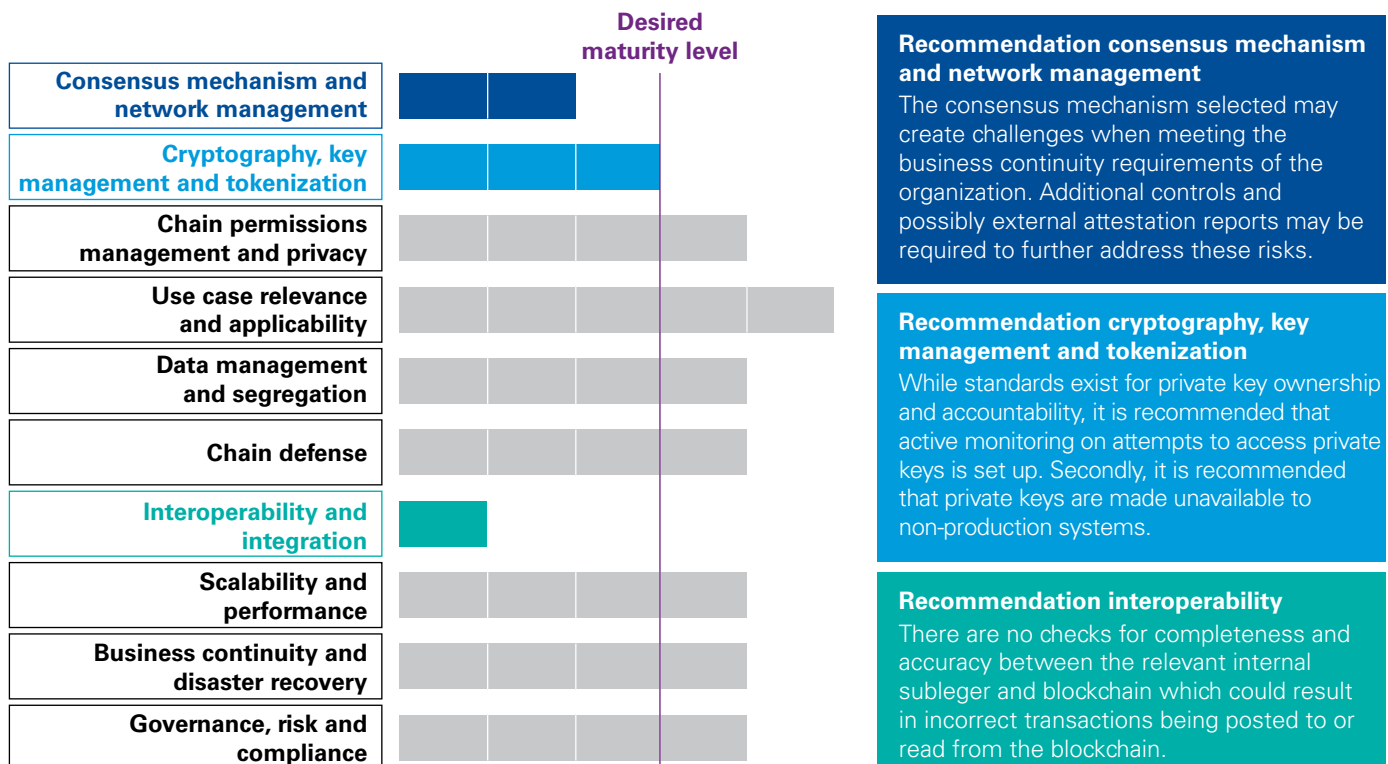 Desired
maturity level
Consensus mechanism and
network management
Cryptography, key
management and tokenization
Chain permissions
management and privacy
Use case relevance
and applicability
Data management
and segregation
Chain defense
Interoperability and
integration
Scalability and
performance
Business continuity and
disaster recovery
Governance, risk and
compliance
Recommendation consensus mechanism
and network management
The consensus mechanism selected may
create challenges when meeting the
business continuity requirements of the
organization. Additional controls and
possibly external attestation reports may be
required to further address these risks.
Recommendation cryptography, key
management and tokenization
While standards exist for private key ownership
and accountability, it is recommended that
active monitoring on attempts to access private
keys is set up. Secondly, it is recommended
that private keys are made unavailable to
non-production systems.
Recommendation interoperability
There are no checks for completeness and
accuracy between the relevant internal
subleger and blockchain which could result
in incorrect transactions being posted to or
read from the blockchain.